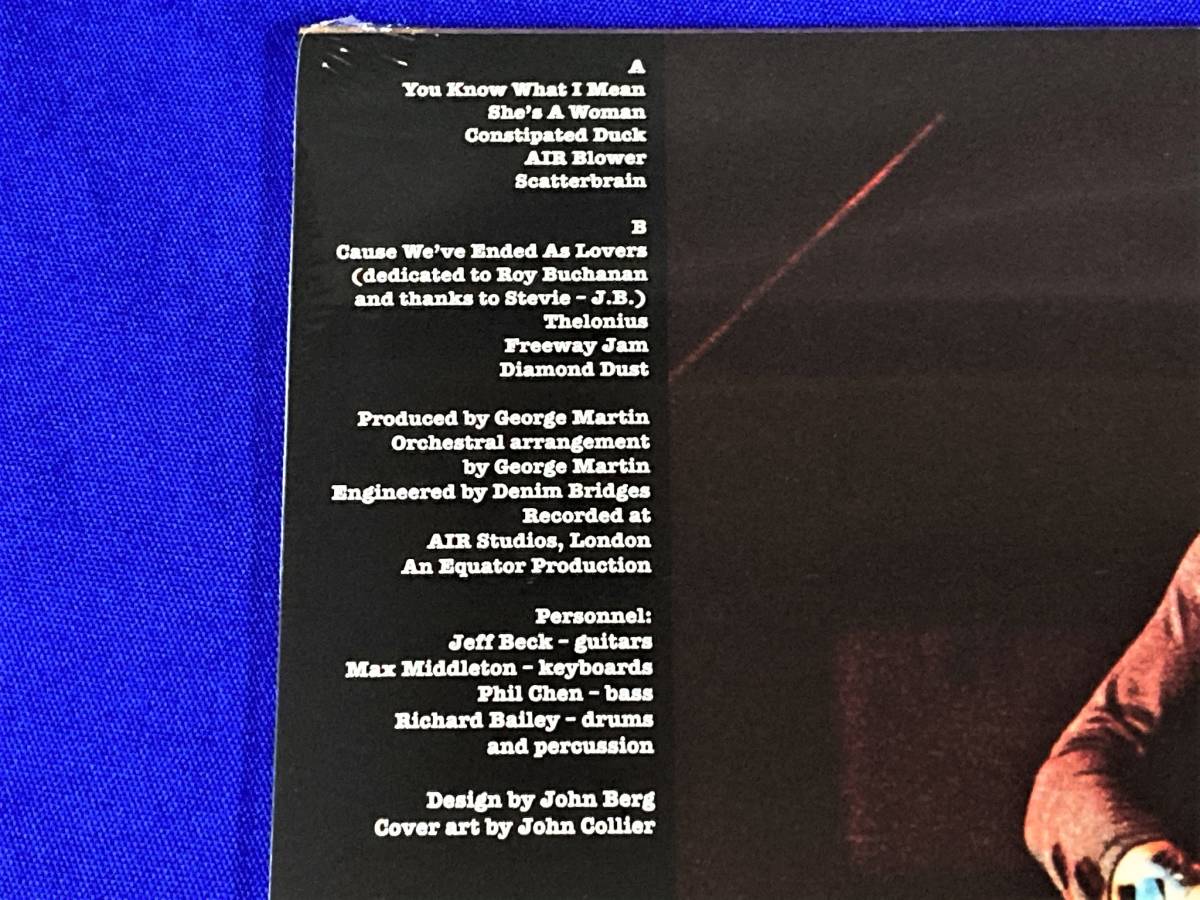 A
You Know What I Mean
She's A Woman
Constipated Duck
AIR Blower
Scatterbrain
B
Cause We've Ended As Lovers
(dedicated to Roy Buchanan
and thanks to Stevie – J.B.)
Thelonius
Freeway Jam
Diamond Dust
Produced by George Martin
Orchestral arrangement
by George Martin
Engineered by Denim Bridges
Recorded at
AIR Studios, London
An Equator Production
Personnel:
Jeff Beck – guitars
Max Middleton – keyboards
Phil Chen – bass
Richard Bailey – drums
and percussion
Design by John Berg
Cover art by John Collier